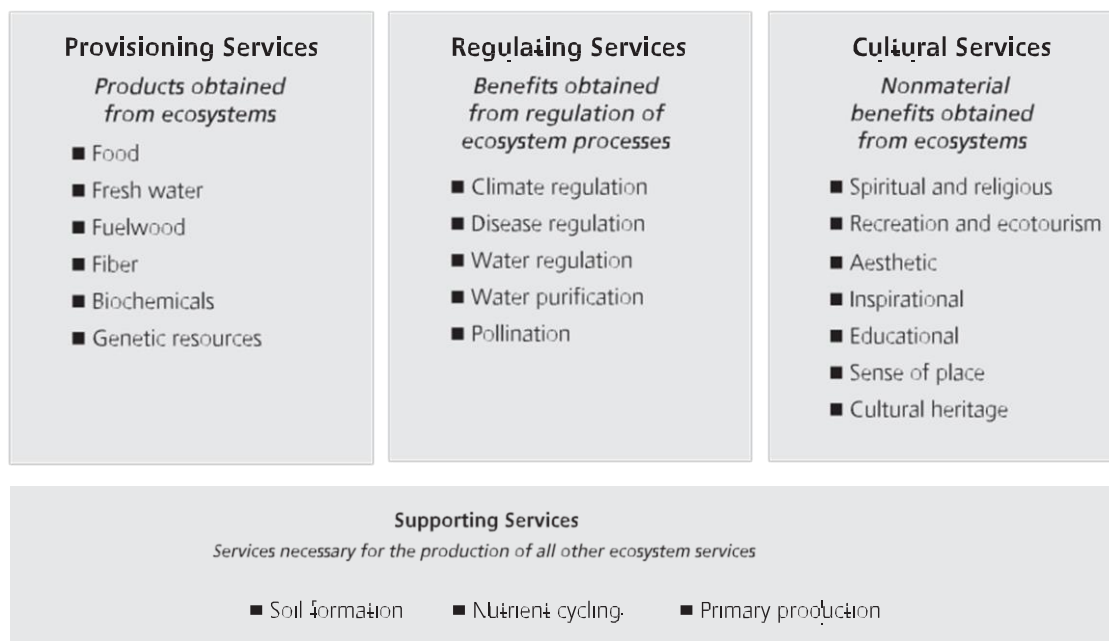 Provisioning Services
Products obtained
from ecosystems
■ Food
■ Fresh water
■ Fuelwood
■ Fiber
■ Biochemicals
■ Genetic resources
Regulating Services
Benefits obtained
from regulation of
ecosystem processes
■ Climate regulation
■ Disease regulation
■ Water regulation
■ Water purification
■ Pollination
Cultural Services
Nonmaterial
benefits obtained
from ecosystems
■ Spiritual and religious
■ Recreation and ecotourism
■ Aesthetic
■ Inspirational
■ Educational
■ Sense of place
■ Cultural heritage
Supporting Services
Services necessary for the production of all other ecosystem services
■ Soil formation ■ Nutrient cycling ■ Primary production